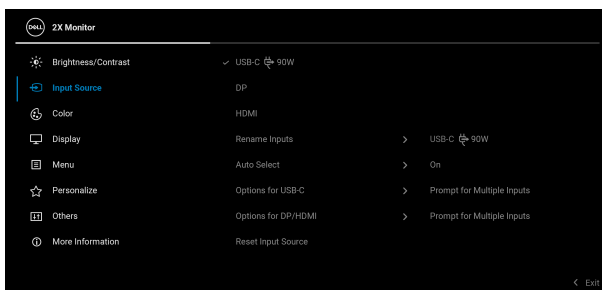 DELL 2X Monitor
Brightness/Contrast USB-C 90W
Input Source DP
Color HDMI
Display Rename Inputs USB-C 90W
Menu Auto Select On
Personalize Options for USB-C Prompt for Multiple Inputs
Others Options for DP/HDMI Prompt for Multiple Inputs
More Information Reset Input Source
Exit